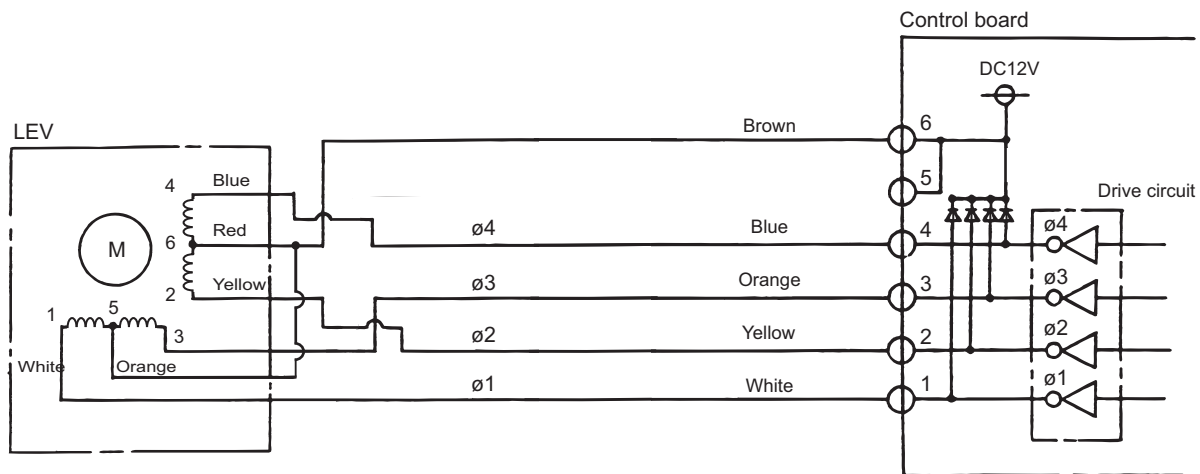 Control board
DC12V
LEV
Brown
6
5
4
Blue
Drive circuit
6
Red
ø4
Blue
4
ø4
M
2
Yellow
ø3
Orange
3
ø3
1
5
3
ø2
Yellow
2
ø2
White
Orange
ø1
White
1
ø1